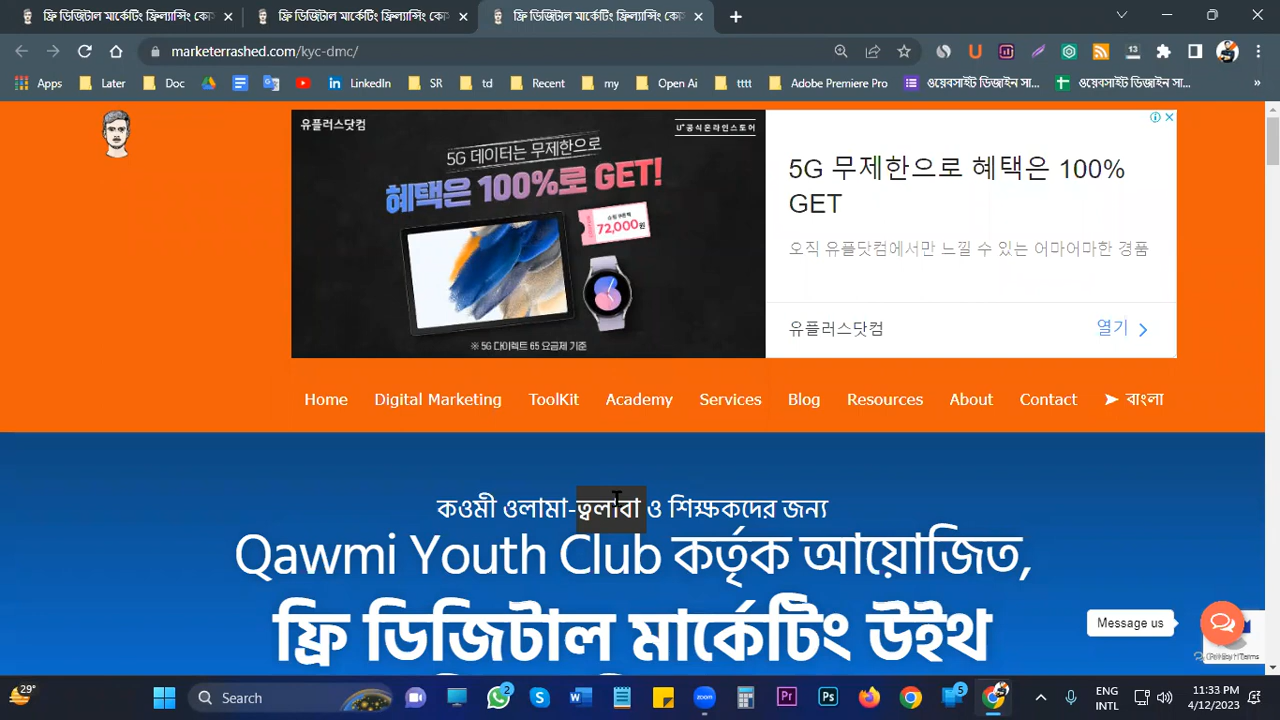 ফ্রি ডিজিটাল মার্কেটিং ফ্রিল্যান্সিং কো
ফ্রি ডিজিটাল মার্কেটিং ফ্রিল্যান্সিং কো
ফ্রি ডিজিটাল মার্কেটিং ফ্রিল্যান্সিং কো
marketerrashed.com/kyc-dmc/
13
Apps Later Doc LinkedIn SR td Recent my Open Ai tttt Adobe Premiere Pro ওয়েবসাইট ডিজাইন সা... ওয়েবসাইট ডিজাইন সা... »
유플러스닷컴
U+공식온라인스토어
5G 데이터는 무제한으로
혜택은 100%로 GET!
72,000원
※ 5G 다이렉트 65 요금제 기준
5G 무제한으로 혜택은 100%
GET
오직 유플닷컴에서만 느낄 수 있는 어마어마한 경품
유플러스닷컴 열기
Home Digital Marketing ToolKit Academy Services Blog Resources About Contact ➤ বাংলা
কওমী ওলামা-ত্বলাবা ও শিক্ষকদের জন্য
Qawmi Youth Club কর্তৃক আয়োজিত,
ফ্রি ডিজিটাল মার্কেটিং উইথ
Message us
29°
Search
2
zoom
Pr
Ps
5
ENG
INTL
11:33 PM
4/12/2023